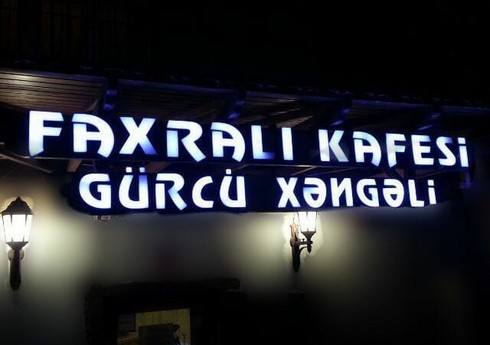 FAXRALI KAFESİ
GÜRCÜ XƏNGƏLİ